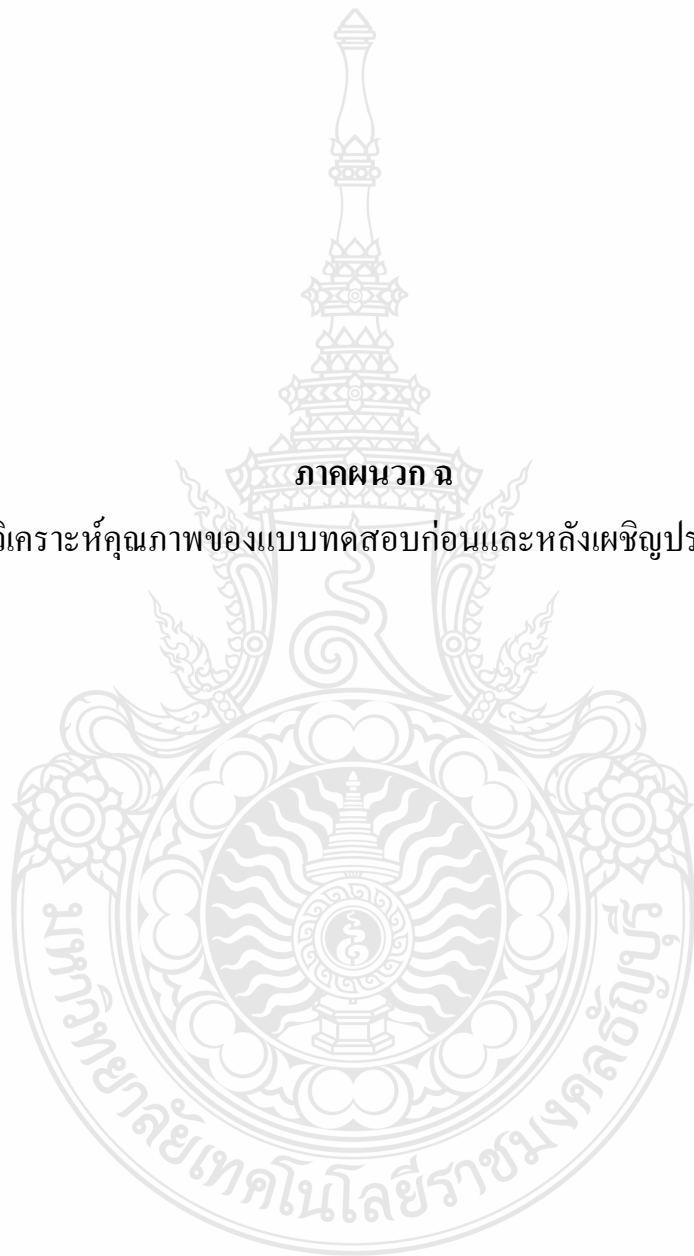 ภาคผนวก ฉ
วิเคราะห์คุณภาพของแบบทดสอบก่อนและหลังเผชิญประ
มหาวิทยาลัยเทคโนโลยีราชมงคลธัญบุรี